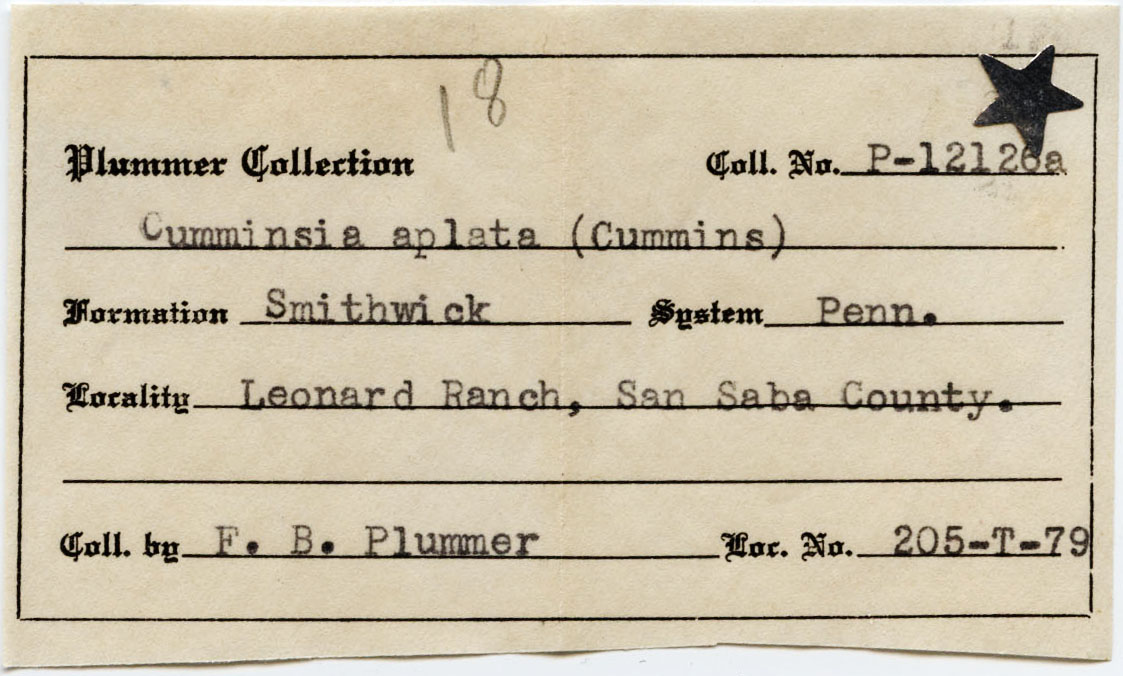 18
Plummer Collection Coll. No. P-12126a
Cumminsia aplata (Cummins)
Formation Smithwick System Penn.
Locality Leonard Ranch, San Saba County.
Coll. by F. B. Plummer Loc. No. 205-T-79